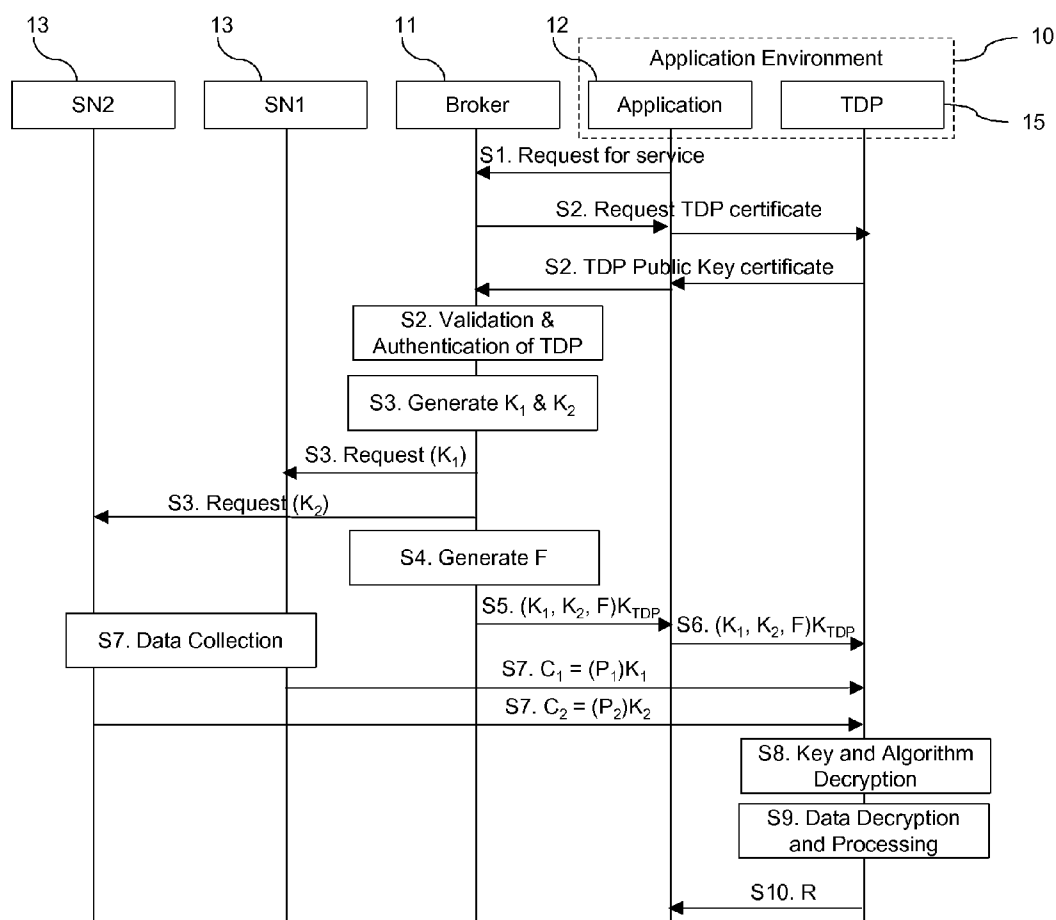 13
13
11
12
10
Application Environment
SN2
SN1
Broker
Application
TDP
15
S1. Request for service
S2. Request TDP certificate
S2. TDP Public Key certificate
S2. Validation &
Authentication of TDP
S3. Generate K₁ & K₂
S3. Request (K₁)
S3. Request (K₂)
S4. Generate F
S5. (K₁, K₂, F)K_TDP
S6. (K₁, K₂, F)K_TDP
S7. Data Collection
S7. C₁ = (P₁)K₁
S7. C₂ = (P₂)K₂
S8. Key and Algorithm
Decryption
S9. Data Decryption
and Processing
S10. R